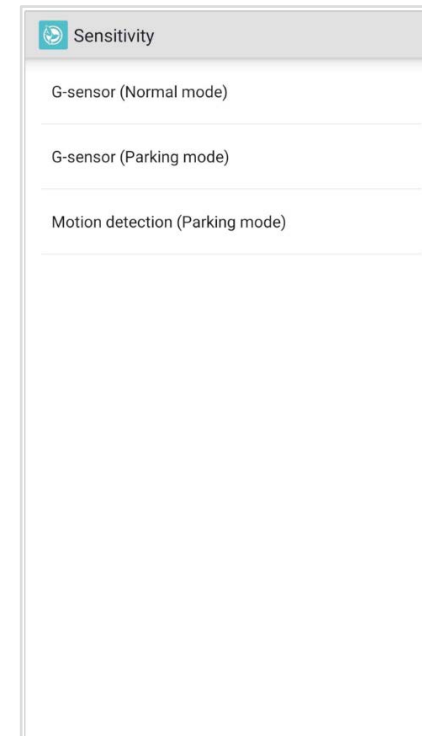 Sensitivity
G-sensor (Normal mode)
G-sensor (Parking mode)
Motion detection (Parking mode)